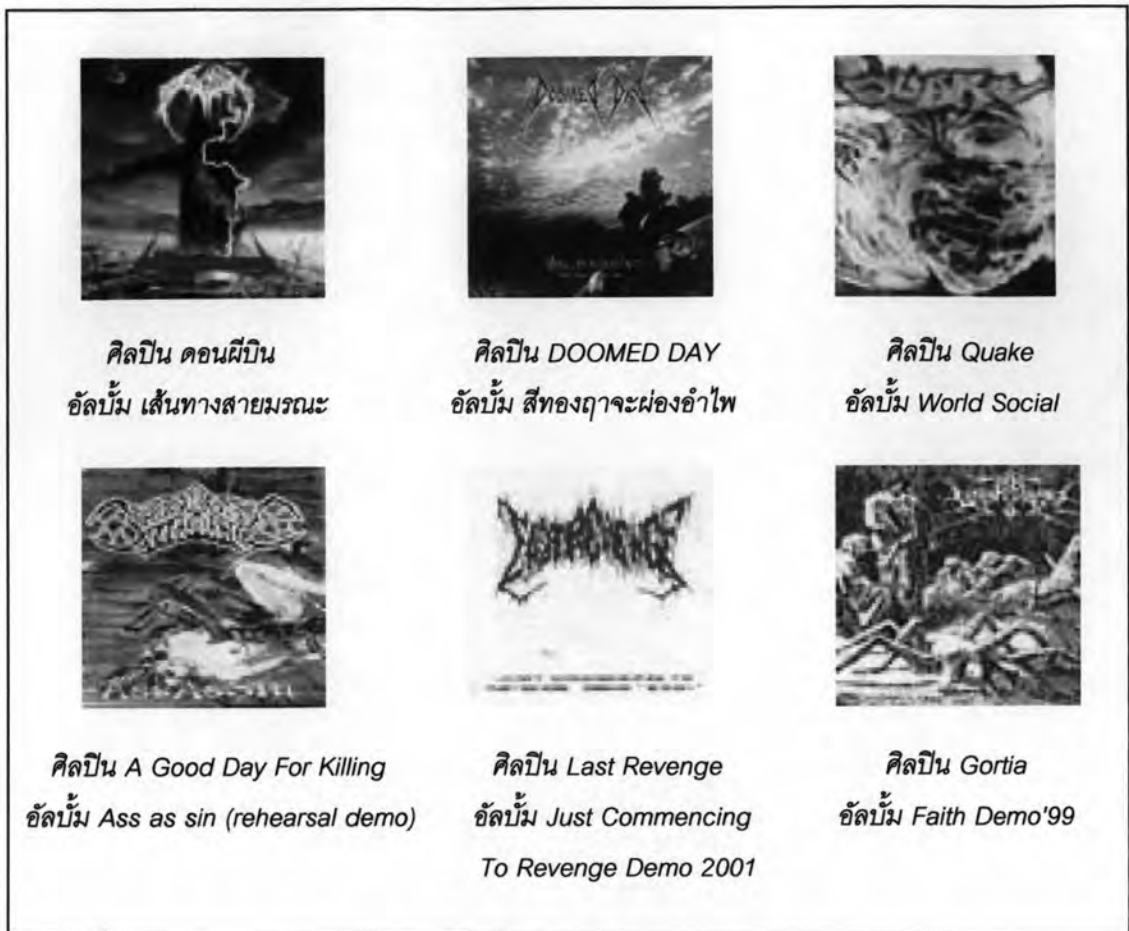 DOOMED DAY
ศิลปิน ดอนผีบิน
อัลบั้ม เส้นทางสายมรณะ
ศิลปิน DOOMED DAY
อัลบั้ม สีทองฤาจะผ่องอำไพ
ศิลปิน Quake
อัลบั้ม World Social
ศิลปิน A Good Day For Killing
อัลบั้ม Ass as sin (rehearsal demo)
ศิลปิน Last Revenge
อัลบั้ม Just Commencing
To Revenge Demo 2001
ศิลปิน Gortia
อัลบั้ม Faith Demo'99